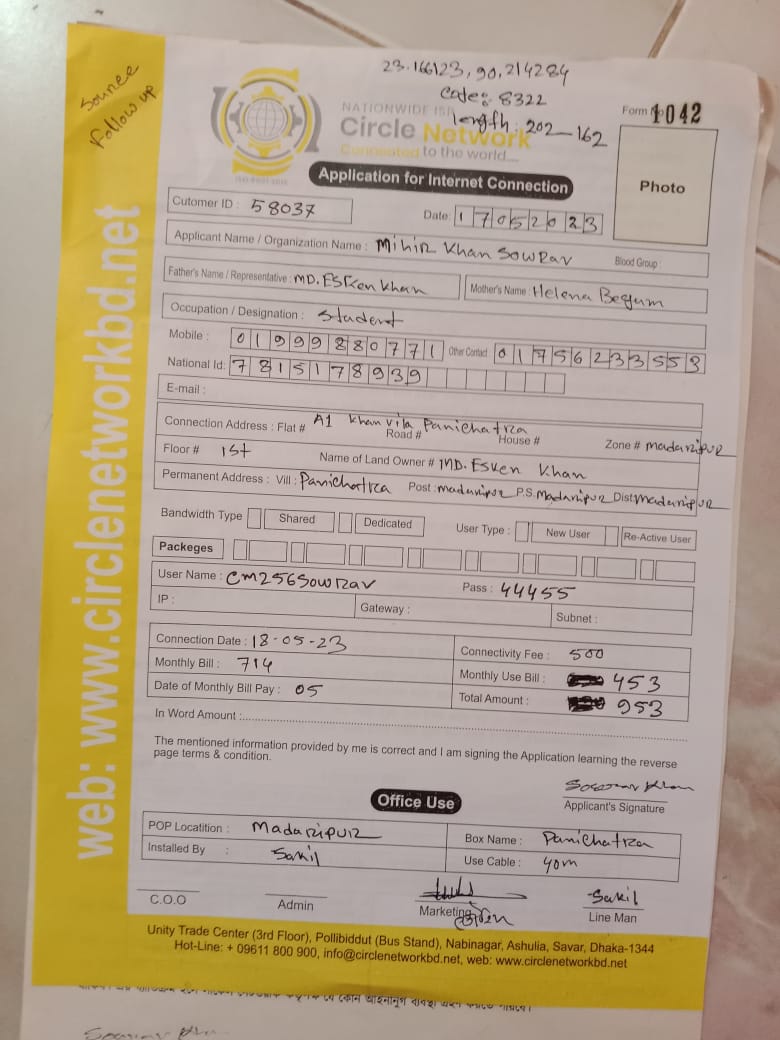 23.166123, 90.214284
Code: 8322
length: 202-162
Source
Follow up
NATIONWIDE ISP
Circle Network
Connected to the world....
ISO 9001:2015
Form No 1042
Photo
Application for Internet Connection
Cutomer ID : 58037
Date: 17052023
Applicant Name / Organization Name : Mihir Khan Sowrav
Blood Group :
Father's Name / Representative : MD. ESKen Khan
Mother's Name : Helena Begum
Occupation / Designation : Student
Mobile : 01999880771 Other Contact 01756233553
National Id: 7815178939
E-mail :
Connection Address : Flat # A1 Khan vila Panichatra Road # House # Zone # madaripur
Floor # 1st Name of Land Owner # MD. Esken Khan
Permanent Address : Vill : Panichatra Post : madaripur P.S. Madaripur Dist: Madaripur
Bandwidth Type Shared Dedicated User Type : New User Re-Active User
Packeges
User Name : CM256Sowrav Pass : 44455
IP : Gateway : Subnet :
Connection Date : 18-05-23 Connectivity Fee : 500
Monthly Bill : 714 Monthly Use Bill : 453
Date of Monthly Bill Pay : 05 Total Amount : 953
In Word Amount :
The mentioned information provided by me is correct and I am signing the Application learning the reverse
page terms & condition.
Applicant's Signature
Office Use
POP Locatition : Madaripur Box Name : Panichatra
Installed By : Sakil Use Cable : 40m
Sakil
C.O.O Admin Marketing Line Man
Unity Trade Center (3rd Floor), Pollibiddut (Bus Stand), Nabinagar, Ashulia, Savar, Dhaka-1344
Hot-Line: + 09611 800 900, info@circlenetworkbd.net, web: www.circlenetworkbd.net
web: www.circlenetworkbd.net